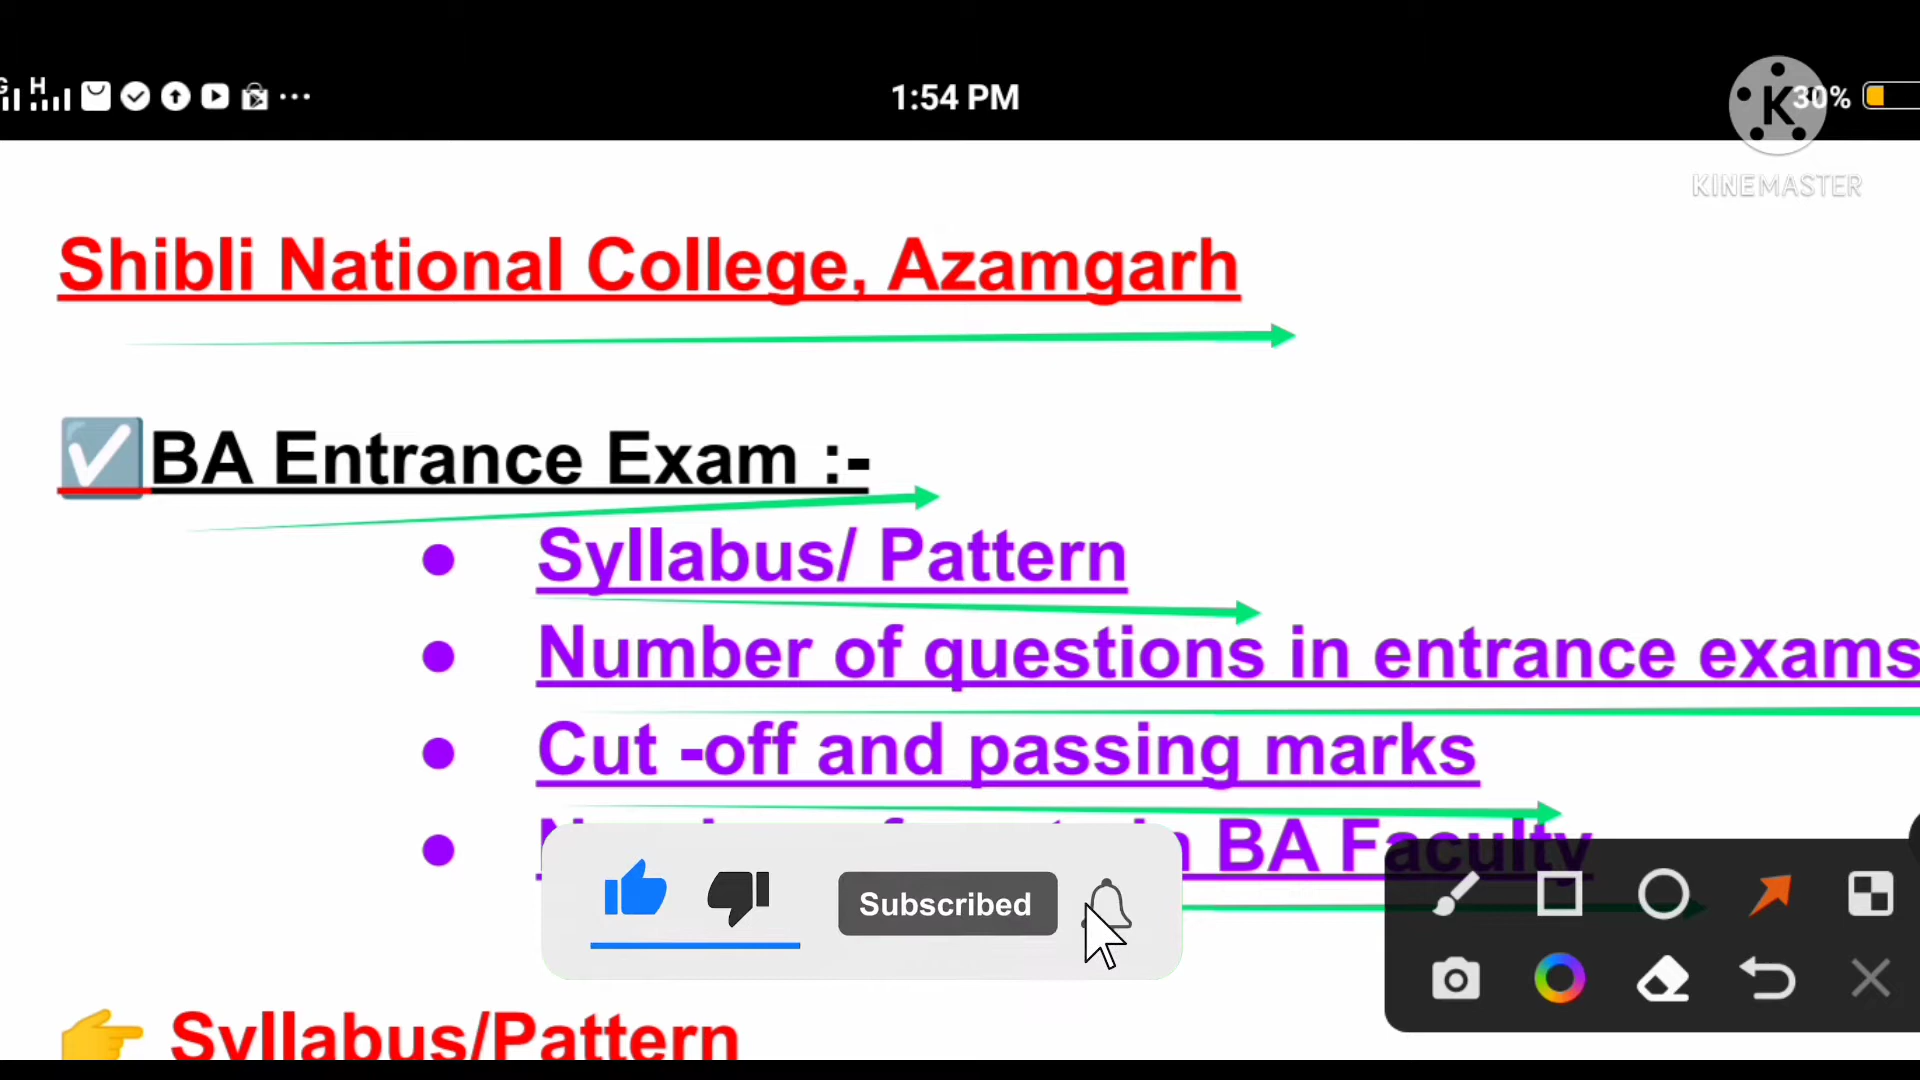 G H 1:54 PM 30%
K
KINEMASTER
Shibli National College, Azamgarh
☑BA Entrance Exam :-
● Syllabus/ Pattern
● Number of questions in entrance exams
● Cut -off and passing marks
● BA Faculty
Subscribed
👉 Syllabus/Pattern